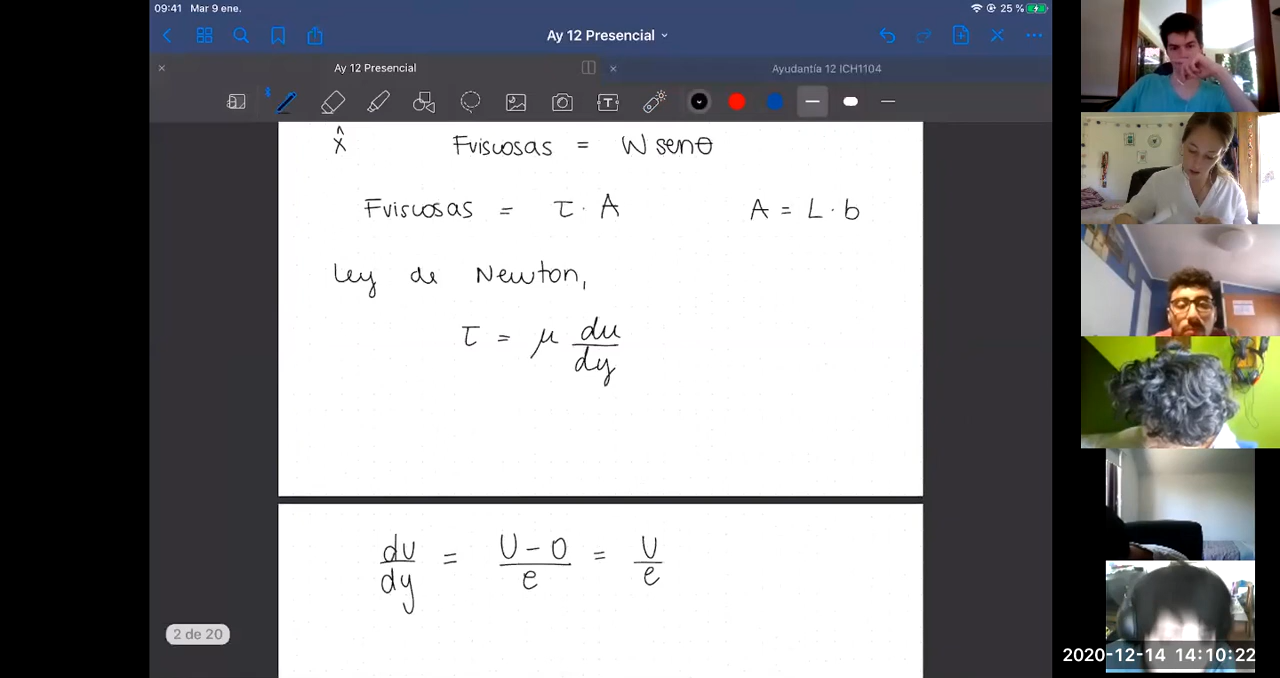 09:41 Mar 9 ene. 25 %
Ay 12 Presencial
Ay 12 Presencial Ayudantía 12 ICH1104
x̂ Fviscosas = W senθ
Fviscosas = τ · A A = L · b
Ley de Newton,
τ = μ du/dy
du/dy = U - 0/e = U/e
2 de 20
2020-12-14 14:10:22